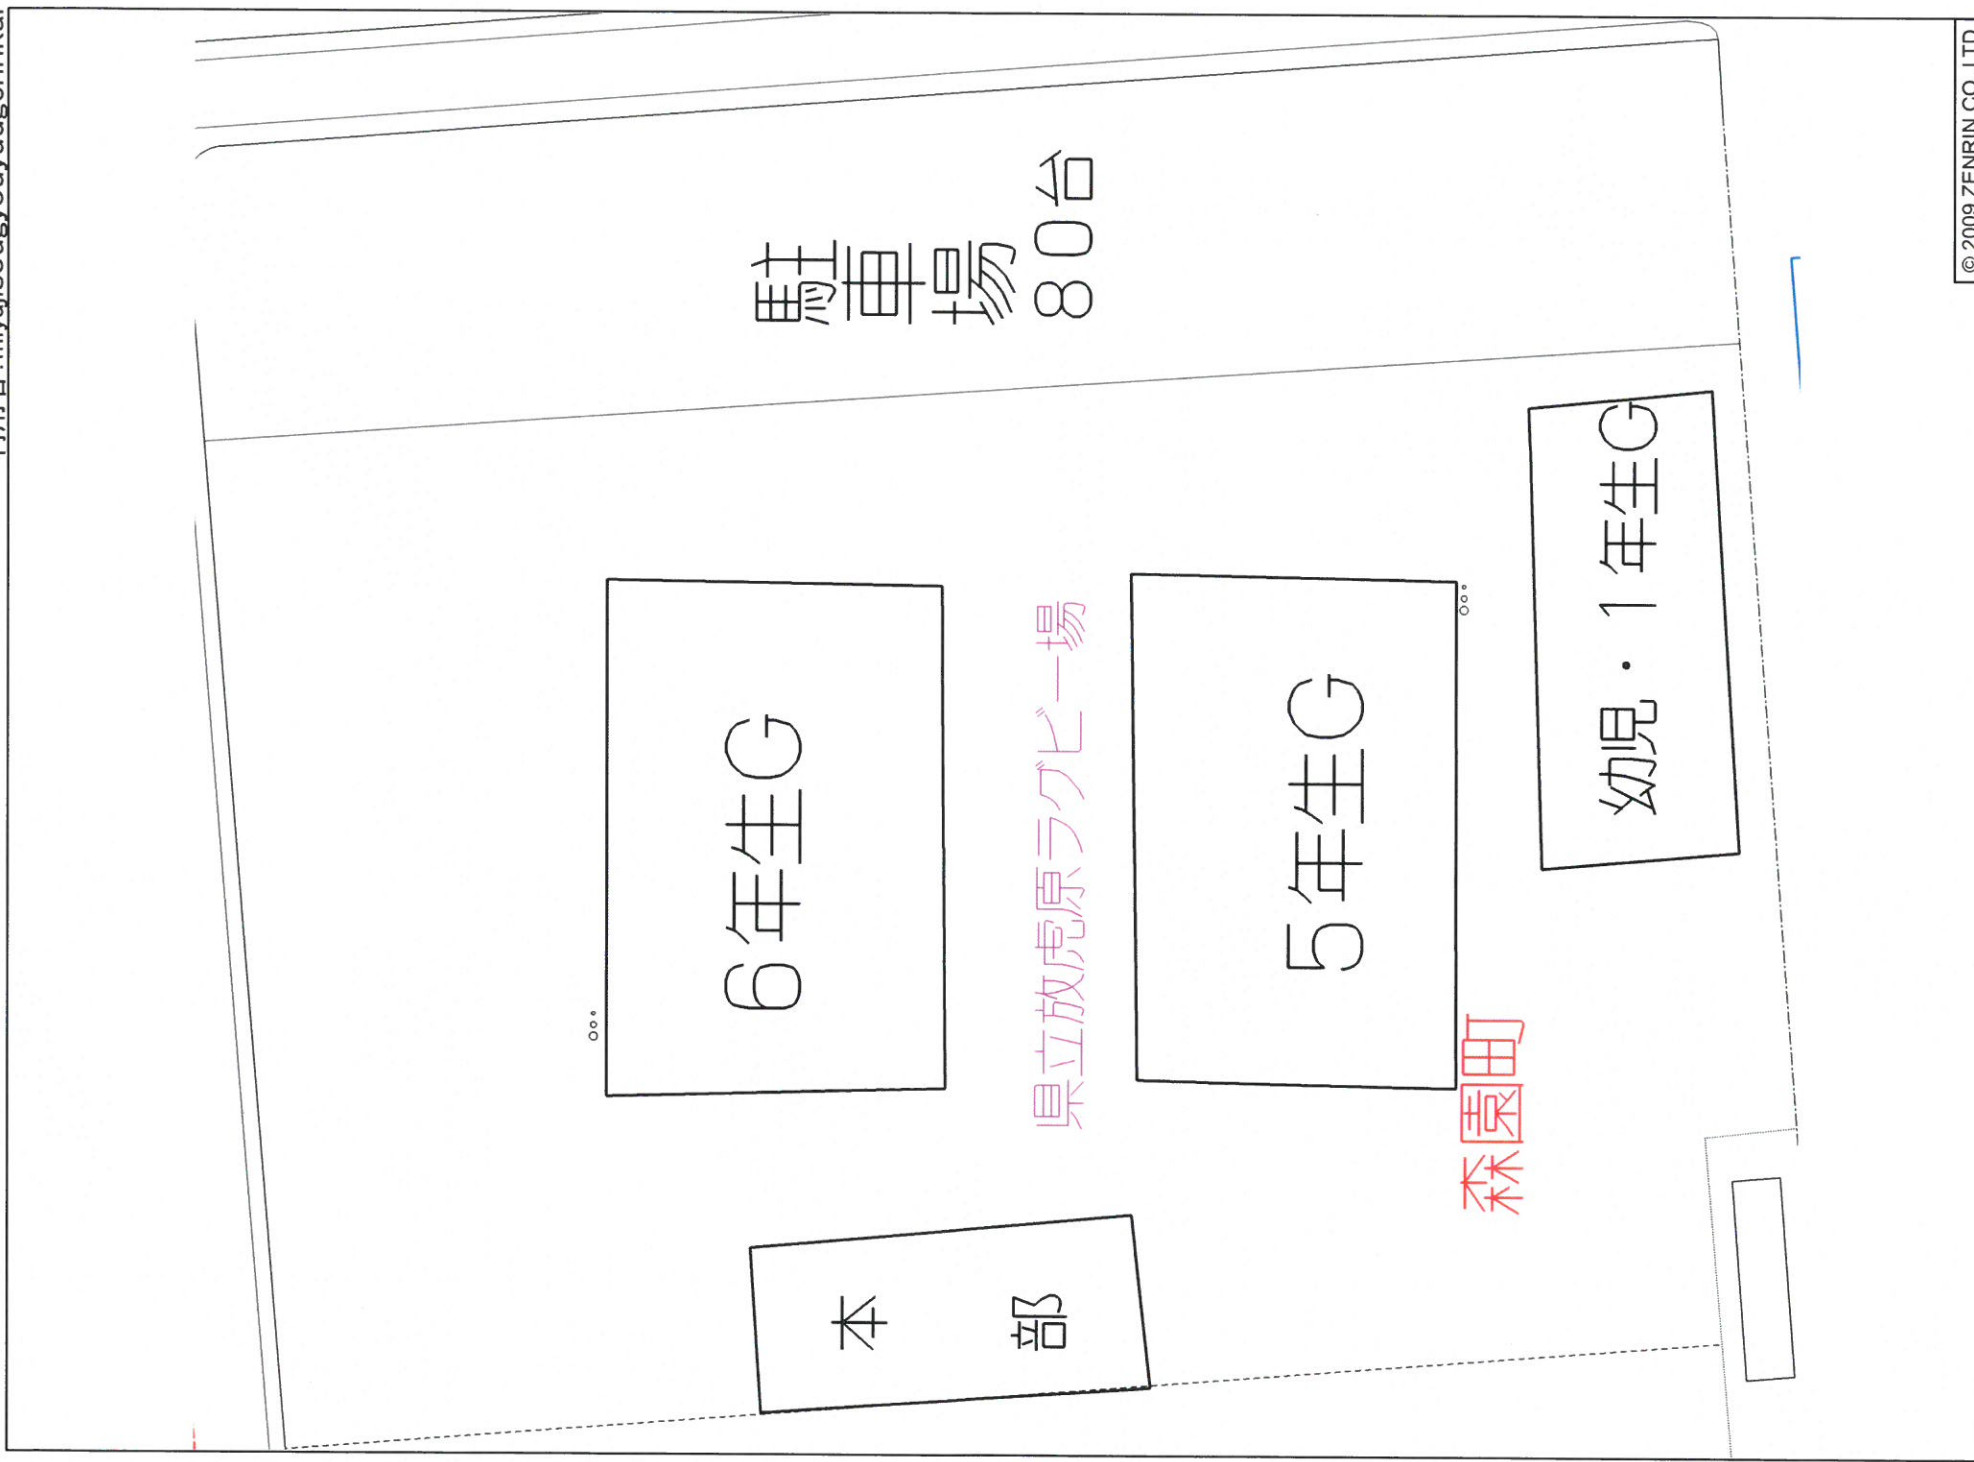 駐車場
80台
6年生G
県立放虎原ラグビー場
5年生G
幼児・1年生G
森園町
本部
© 2009 ZENRIN CO., LTD.